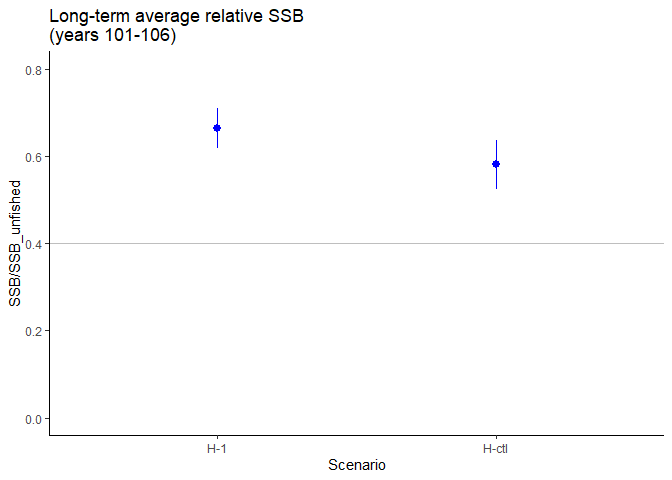 Long-term average relative SSB
(years 101-106)
SSB/SSB_unfished
0.8
0.6
0.4
0.2
0.0
H-1
H-ctl
Scenario